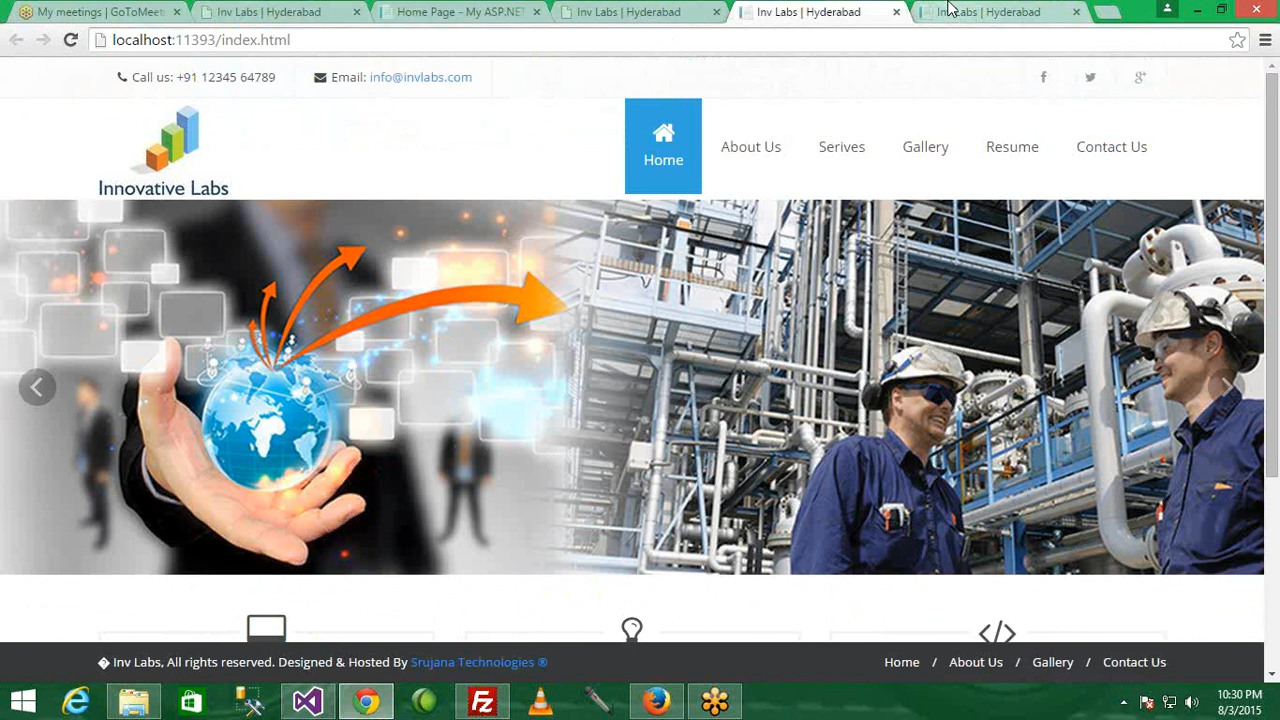 My meetings | GoToMeet
Inv Labs | Hyderabad
Home Page – My ASP.NET
Inv Labs | Hyderabad
Inv Labs | Hyderabad
Labs | Hyderabad
localhost:11393/index.html
Call us: +91 12345 64789
Email: info@invlabs.com
Innovative Labs
Home
About Us
Serives
Gallery
Resume
Contact Us
� Inv Labs, All rights reserved. Designed & Hosted By Srujana Technologies ®
Home / About Us / Gallery / Contact Us
10:30 PM
8/3/2015